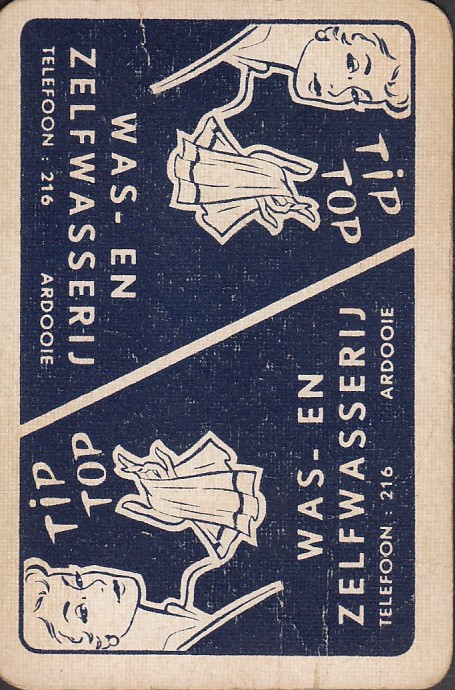 TiP
TOP
WAS- EN
ZELFWASSERIJ
TELEFOON : 216 ARDOOIE
TiP
TOP
WAS- EN
ZELFWASSERIJ
TELEFOON : 216 ARDOOIE